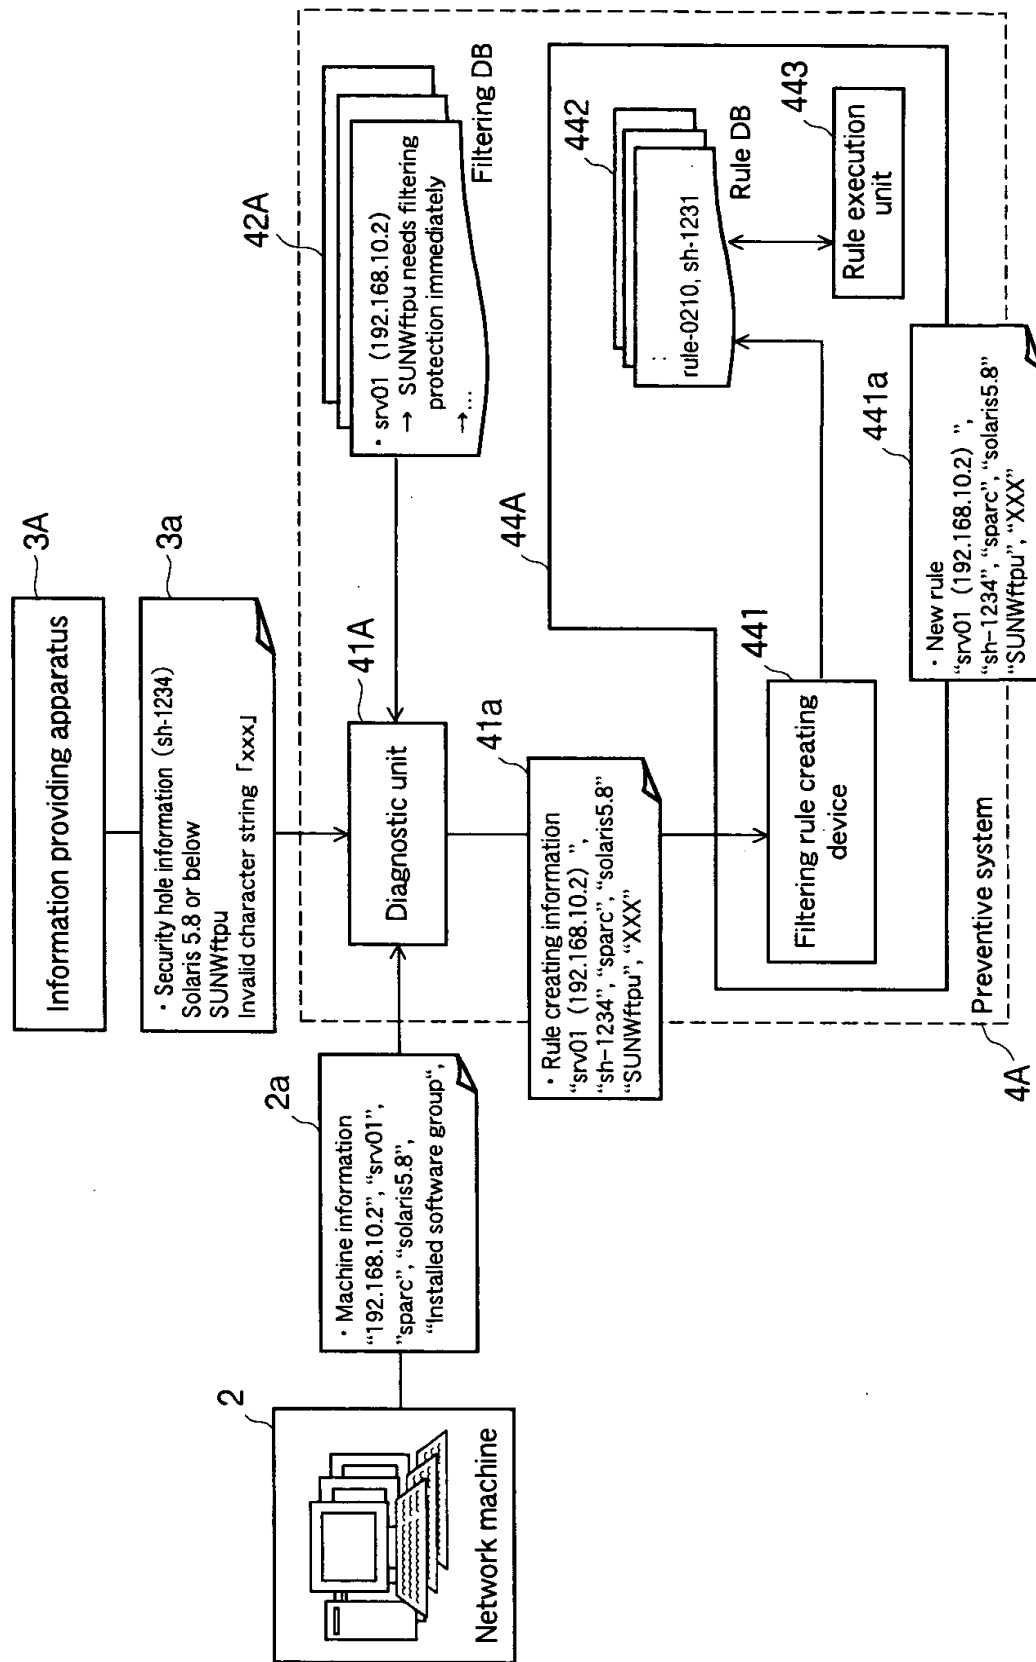 Information providing apparatus
3A
・Security hole information (sh-1234)
Solaris 5.8 or below
SUNWftpu
Invalid character string「xxx」
3a
2
Network machine
2a
・Machine information
“192.168.10.2”, “srv01”,
”sparc”, “solaris5.8”,
“Installed software group“,
41A
Diagnostic unit
42A
・srv01 (192.168.10.2)
→ SUNWftpu needs filtering
protection immediately
→...
Filtering DB
41a
・Rule creating information
“srv01 (192.168.10.2) ”,
“sh-1234”, “sparc”, “solaris5.8”
“SUNWftpu”, “XXX”
44A
441
Filtering rule creating
device
442
:
rule-0210, sh-1231
Rule DB
443
Rule execution
unit
441a
・New rule
“srv01 (192.168.10.2) ”,
“sh-1234”, “sparc”, “solaris5.8”
“SUNWftpu”, “XXX”
Preventive system
4A